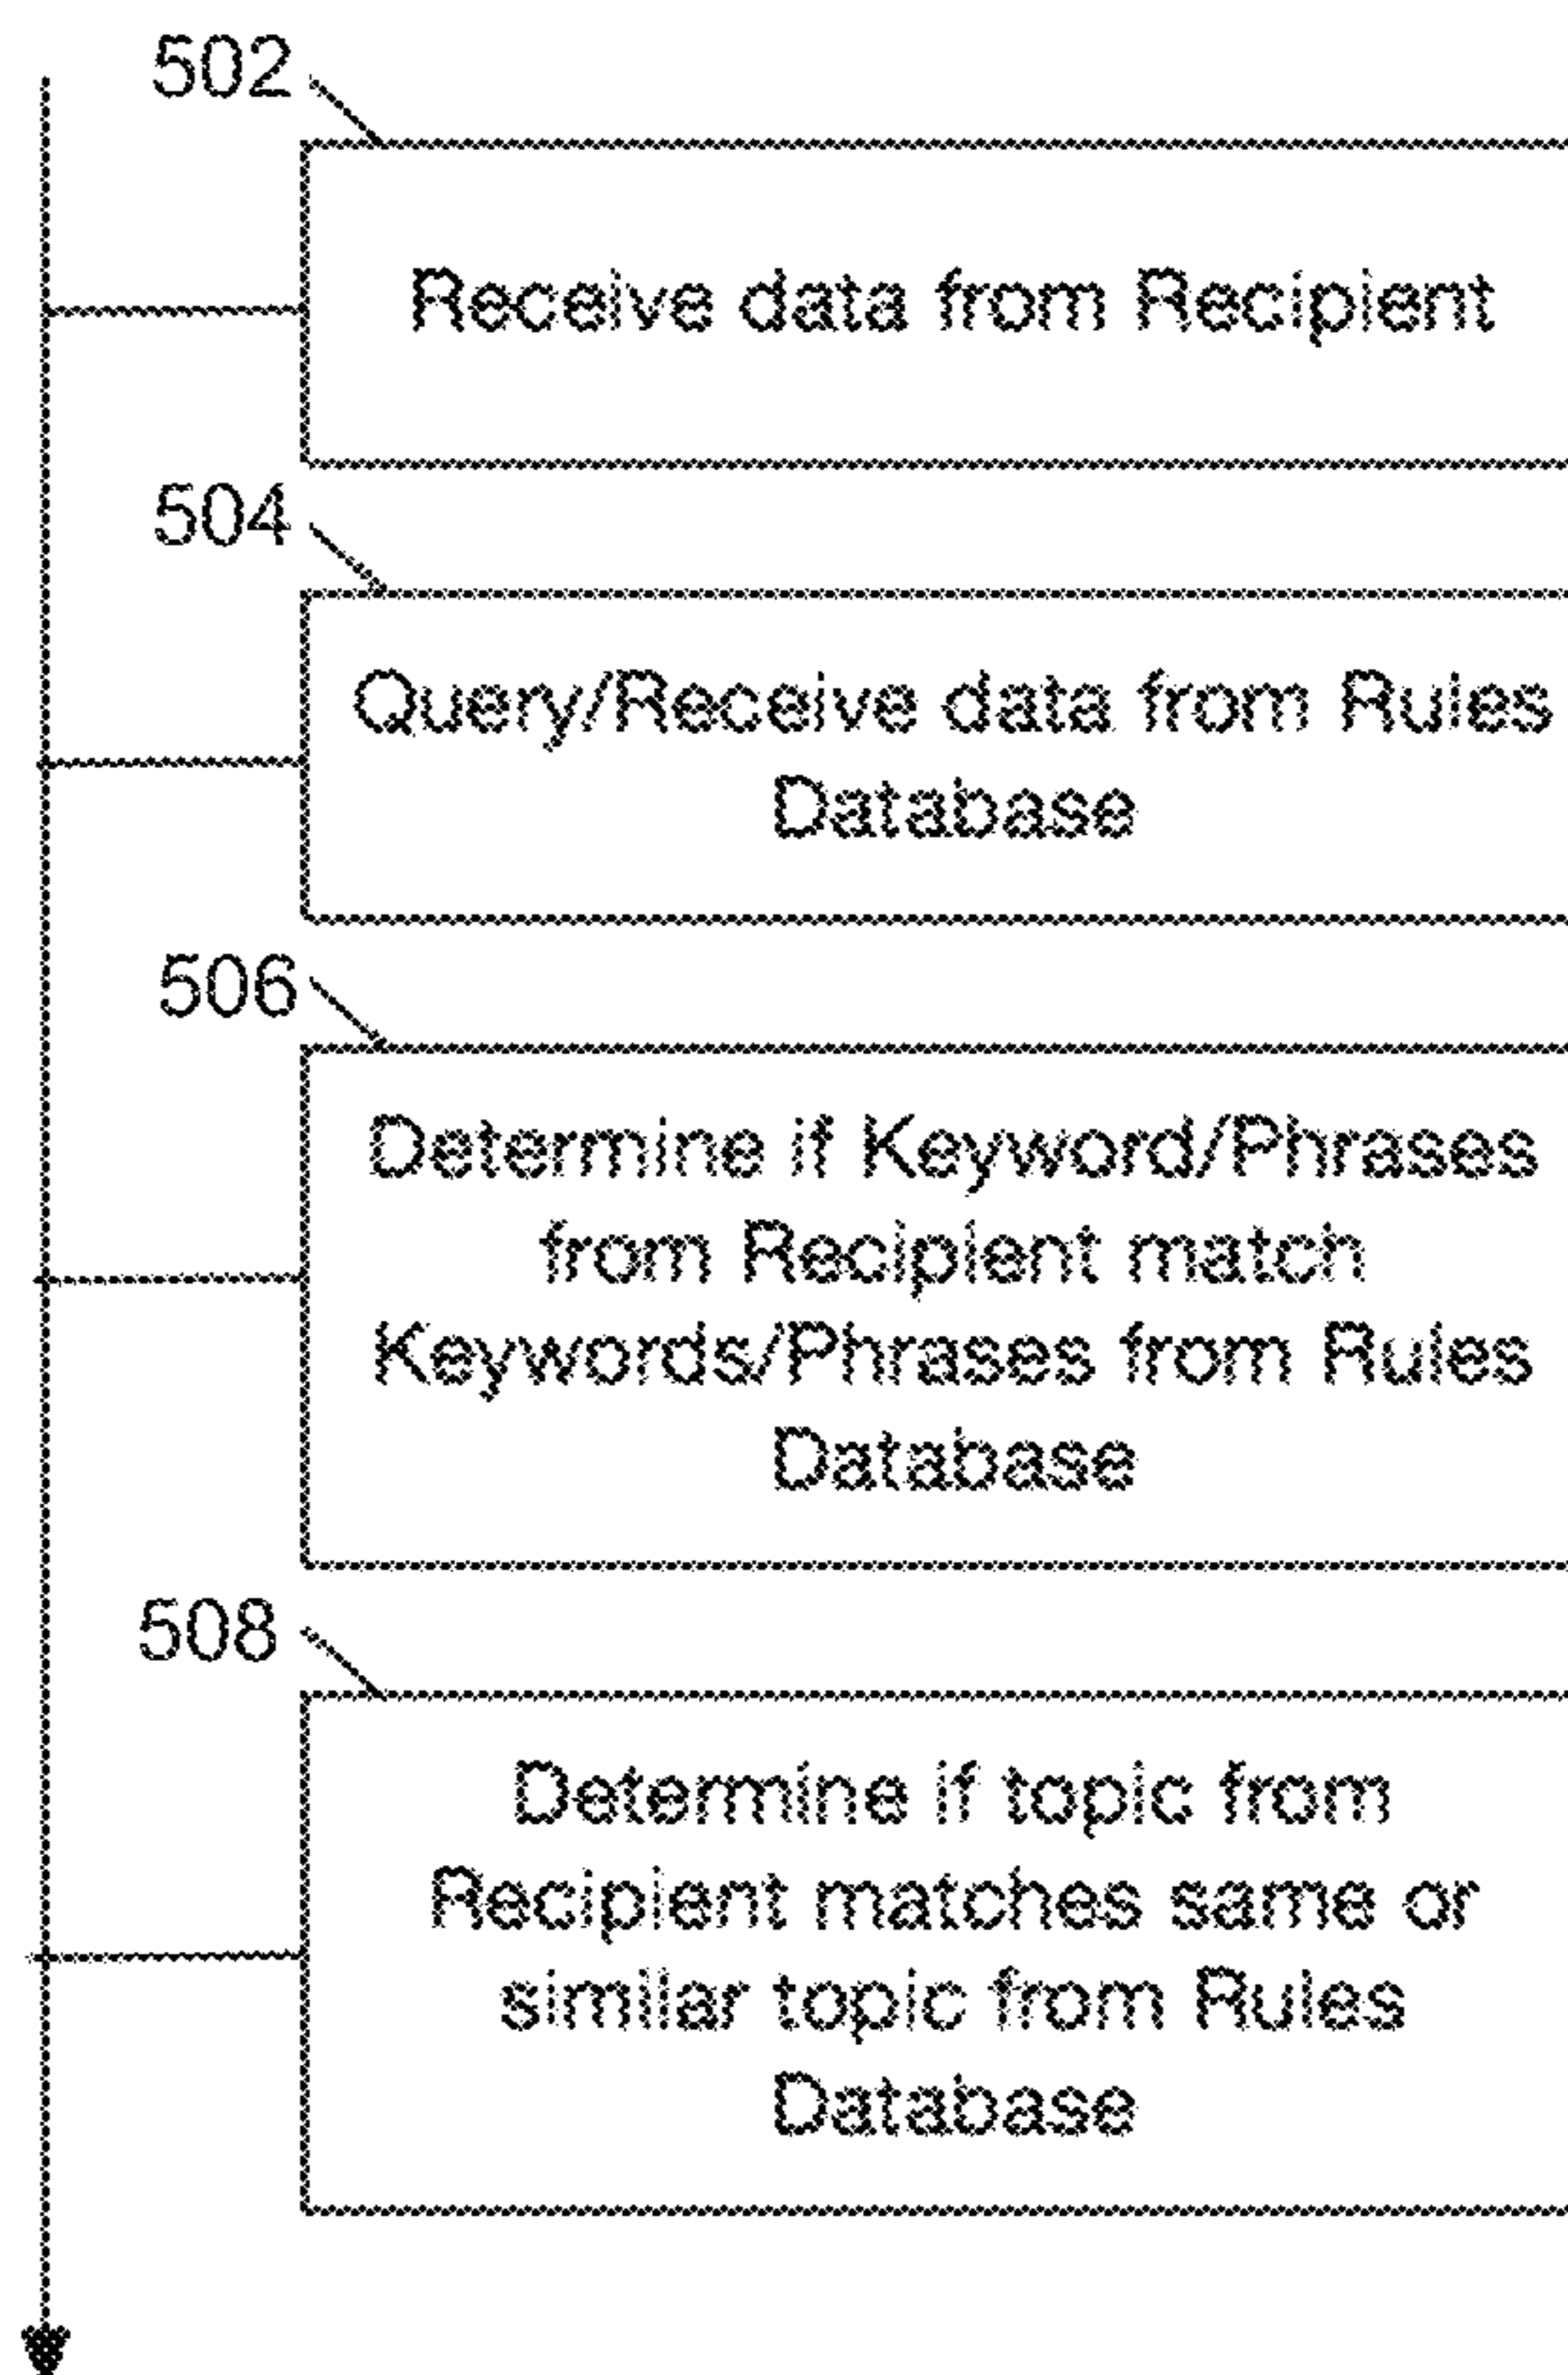 502
Receive data from Recipient
504
Query/Receive data from Rules
Database
506
Determine if Keyword/Phrases
from Recipient match
Keywords/Phrases from Rules
Database
508
Determine if topic from
Recipient matches same or
similar topic from Rules
Database